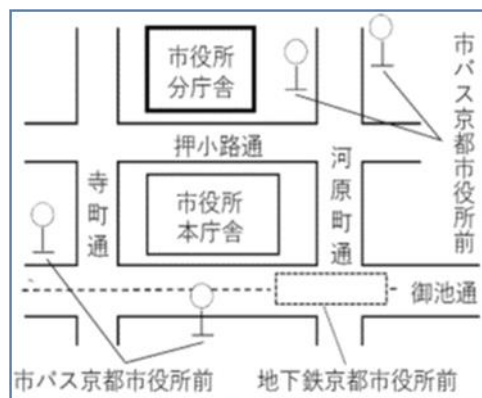 市役所
分庁舎
市バス京都市役所前
押小路通
寺町通
河原町通
市役所
本庁舎
御池通
市バス京都市役所前
地下鉄京都市役所前